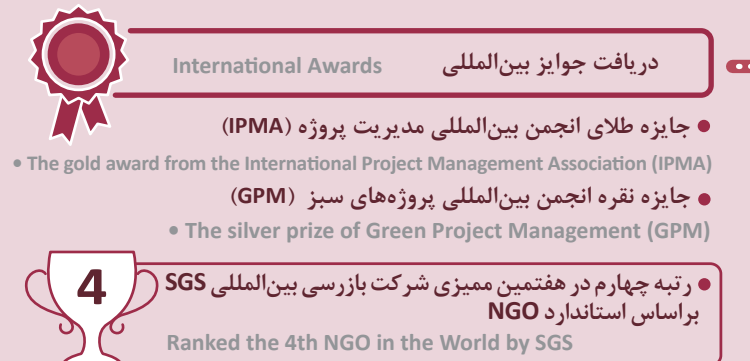 دریافت جوایز بین‌المللی
International Awards
● جایزه طلای انجمن بین‌المللی مدیریت پروژه (IPMA)
• The gold award from the International Project Management Association (IPMA)
● جایزه نقره انجمن بین‌المللی پروژه‌های سبز (GPM)
• The silver prize of Green Project Management (GPM)
4
● رتبه چهارم در هفتمین ممیزی شرکت بازرسی بین‌المللی SGS
براساس استاندارد NGO
Ranked the 4th NGO in the World by SGS